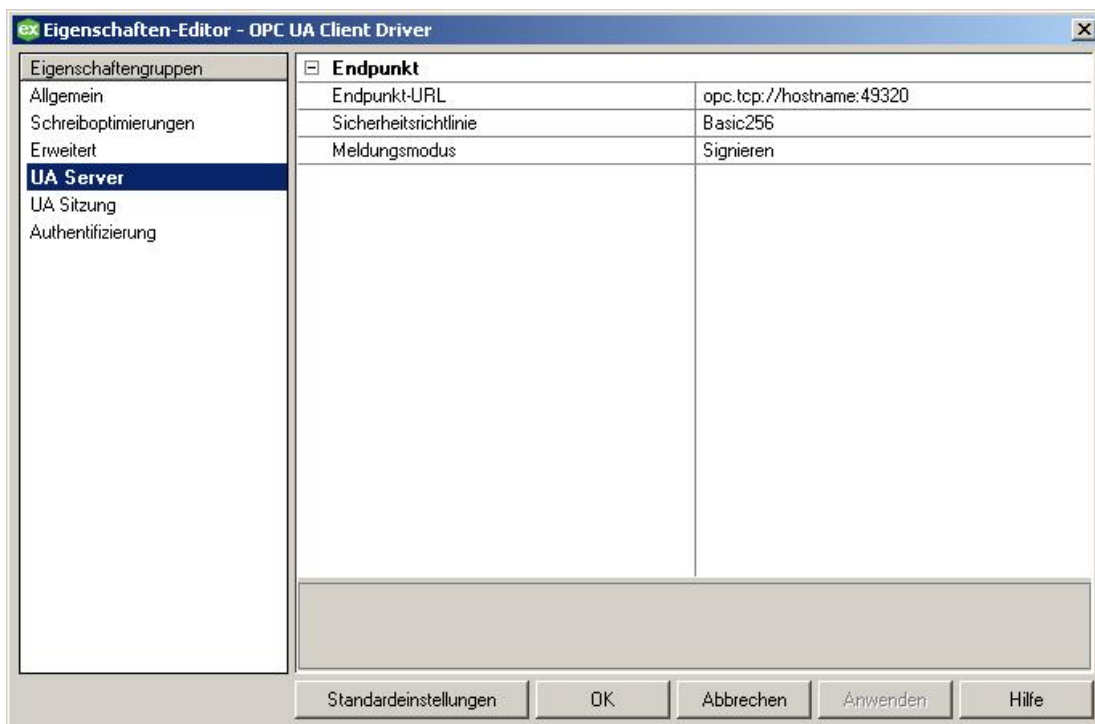 ex Eigenschaften-Editor - OPC UA Client Driver
Eigenschaftengruppen
Allgemein
Schreiboptimierungen
Erweitert
UA Server
UA Sitzung
Authentifizierung
Endpunkt
Endpunkt-URL opc.tcp://hostname:49320
Sicherheitsrichtlinie Basic256
Meldungsmodus Signieren
Standardeinstellungen OK Abbrechen Anwenden Hilfe